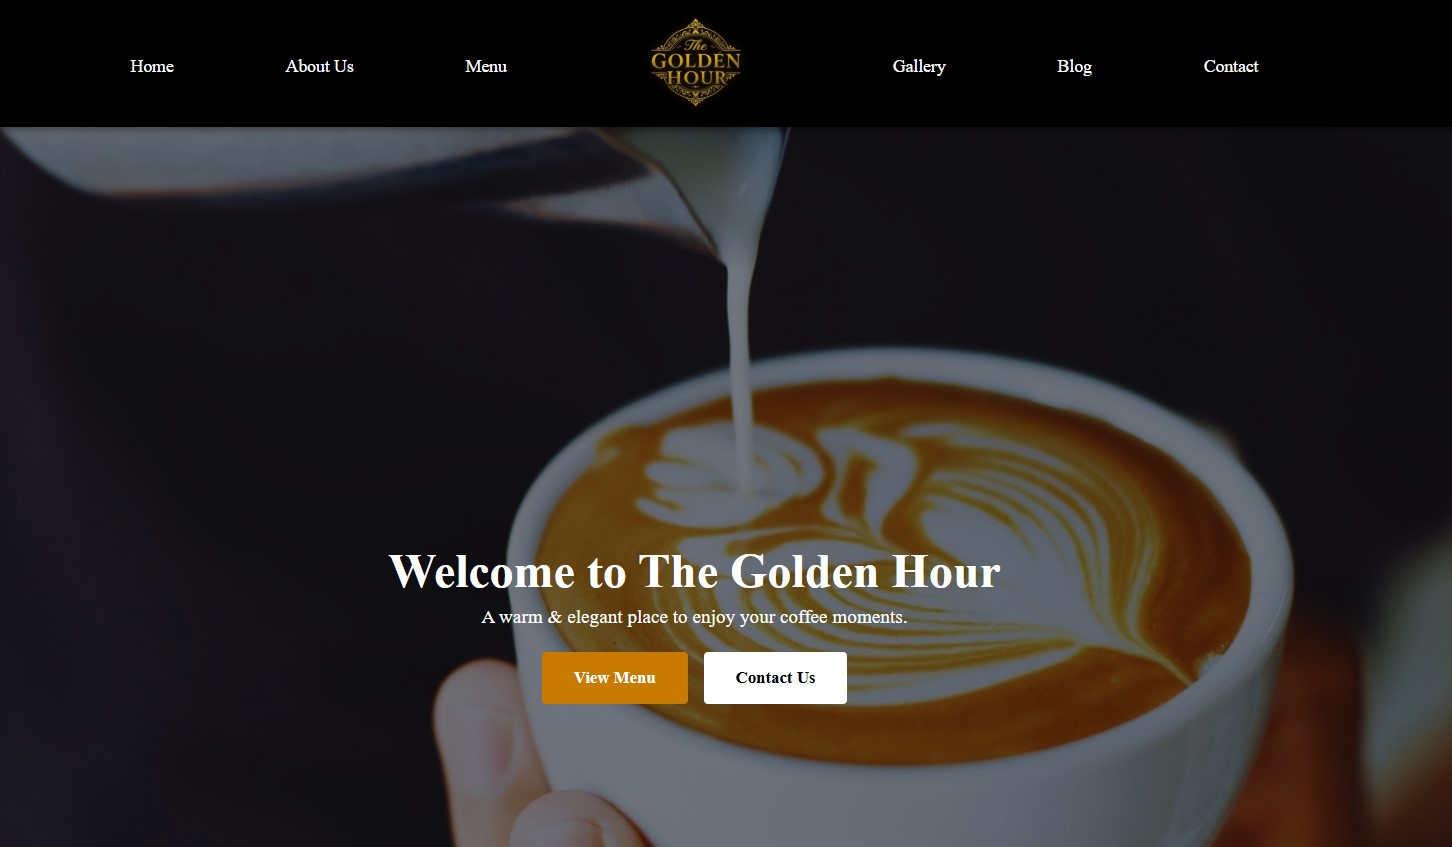 Home
About Us
Menu
The
GOLDEN
HOUR
Gallery
Blog
Contact
Welcome to The Golden Hour
A warm & elegant place to enjoy your coffee moments.
View Menu
Contact Us